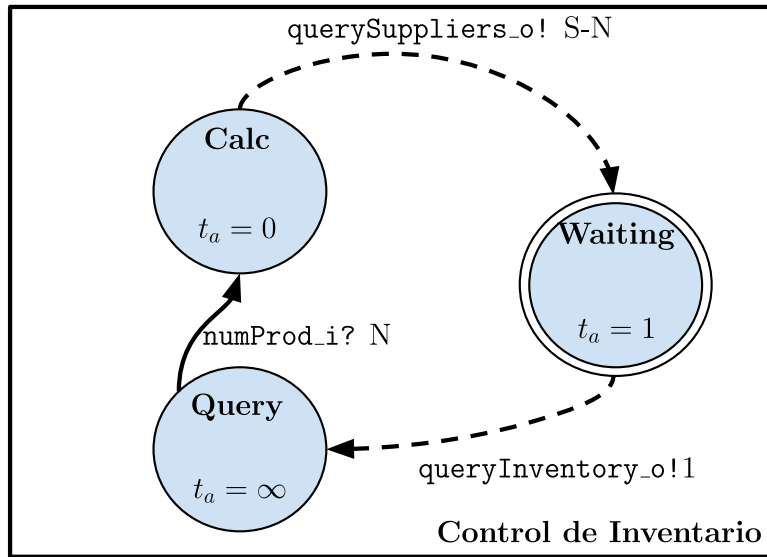 querySuppliers_o! S-N
Calc
t_a = 0
Waiting
t_a = 1
numProd_i? N
Query
t_a = ∞
queryInventory_o!1
Control de Inventario